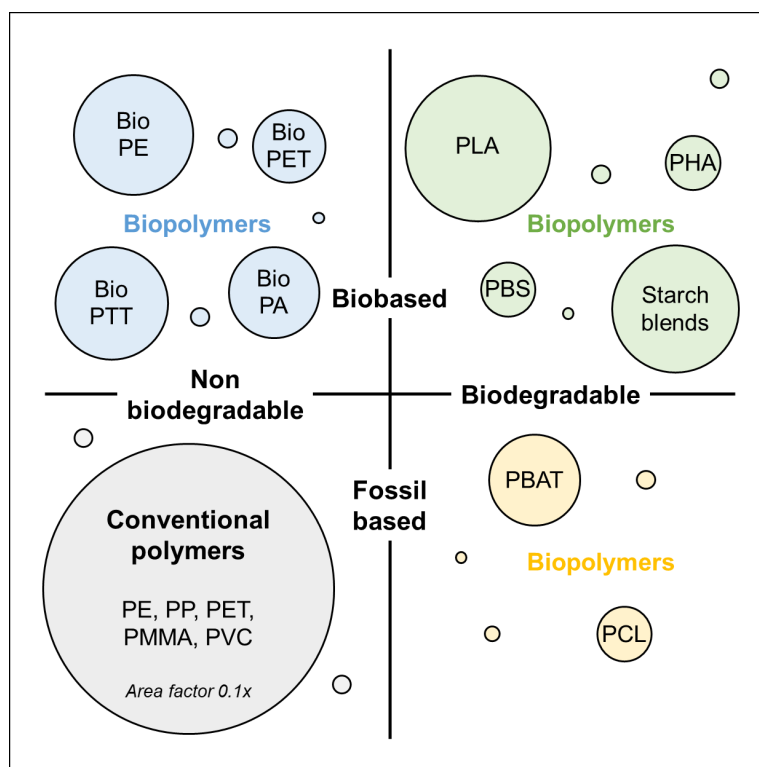 Bio
PE
Bio
PET
Biopolymers
Bio
PTT
Bio
PA
PLA
PHA
Biopolymers
PBS
Starch
blends
Biobased
Non
biodegradable
Biodegradable
Fossil
based
Conventional
polymers
PE, PP, PET,
PMMA, PVC
Area factor 0.1x
PBAT
Biopolymers
PCL